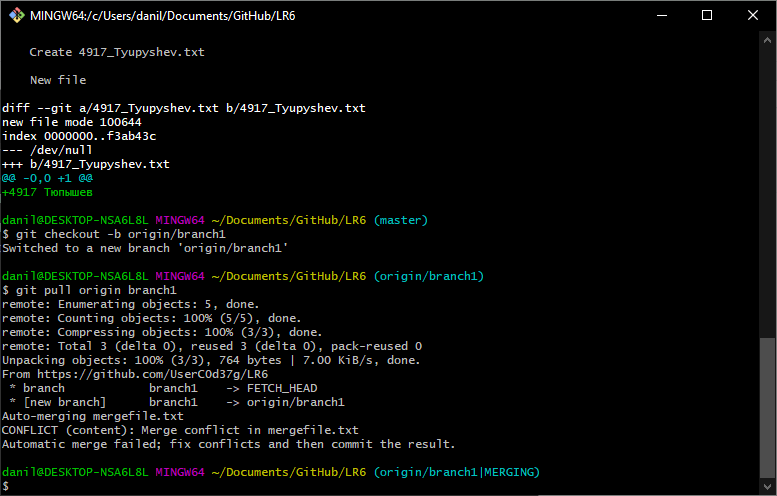 MINGW64:/c/Users/danil/Documents/GitHub/LR6
Create 4917_Tyupyshev.txt
New file
diff --git a/4917_Tyupyshev.txt b/4917_Tyupyshev.txt
new file mode 100644
index 0000000..f3ab43c
--- /dev/null
+++ b/4917_Tyupyshev.txt
@@ -0,0 +1 @@
+4917 Тюпышев
danil@DESKTOP-NSA6L8L MINGW64 ~/Documents/GitHub/LR6 (master)
$ git checkout -b origin/branch1
Switched to a new branch 'origin/branch1'
danil@DESKTOP-NSA6L8L MINGW64 ~/Documents/GitHub/LR6 (origin/branch1)
$ git pull origin branch1
remote: Enumerating objects: 5, done.
remote: Counting objects: 100% (5/5), done.
remote: Compressing objects: 100% (3/3), done.
remote: Total 3 (delta 0), reused 3 (delta 0), pack-reused 0
Unpacking objects: 100% (3/3), 764 bytes | 7.00 KiB/s, done.
From https://github.com/UserC0d37g/LR6
 * branch            branch1    -> FETCH_HEAD
 * [new branch]      branch1    -> origin/branch1
Auto-merging mergefile.txt
CONFLICT (content): Merge conflict in mergefile.txt
Automatic merge failed; fix conflicts and then commit the result.
danil@DESKTOP-NSA6L8L MINGW64 ~/Documents/GitHub/LR6 (origin/branch1|MERGING)
$